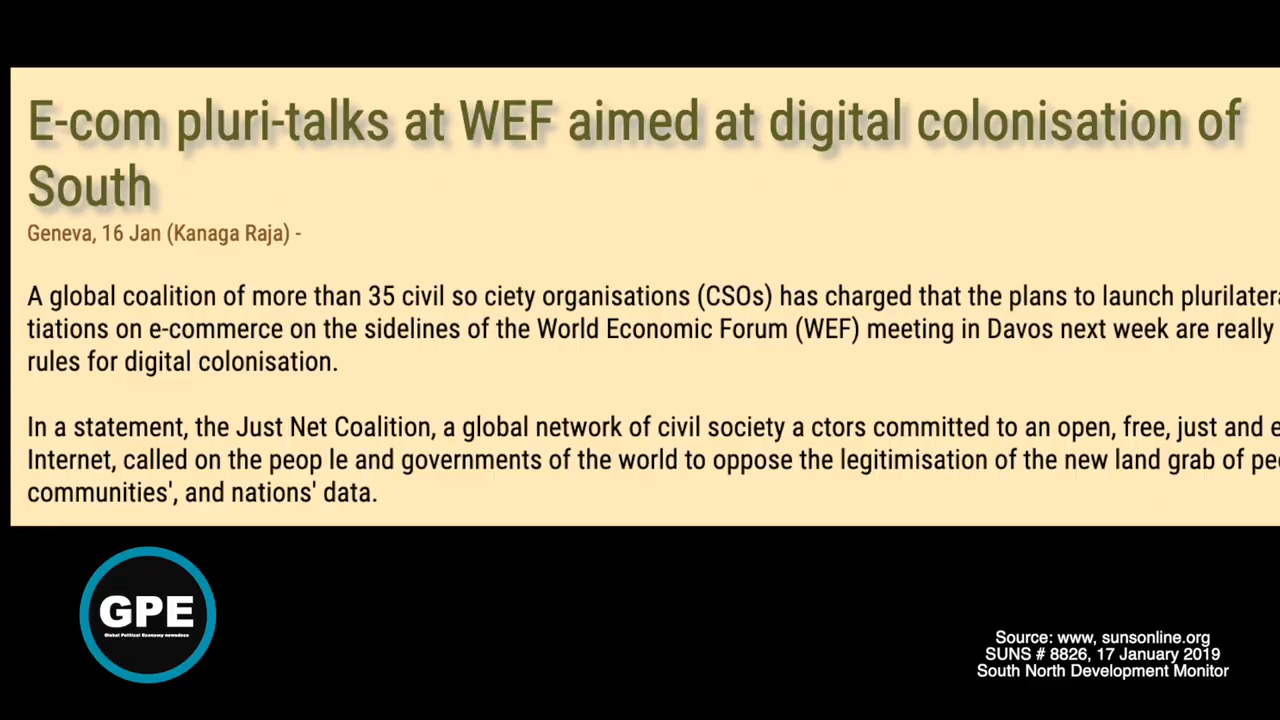 E-com pluri-talks at WEF aimed at digital colonisation of
South
Geneva, 16 Jan (Kanaga Raja) -
A global coalition of more than 35 civil so ciety organisations (CSOs) has charged that the plans to launch plurilatera
tiations on e-commerce on the sidelines of the World Economic Forum (WEF) meeting in Davos next week are really
rules for digital colonisation.
In a statement, the Just Net Coalition, a global network of civil society a ctors committed to an open, free, just and e
Internet, called on the peop le and governments of the world to oppose the legitimisation of the new land grab of peo
communities', and nations' data.
GPE
Global Political Economy newsdocs
Source: www, sunsonline.org
SUNS # 8826, 17 January 2019
South North Development Monitor